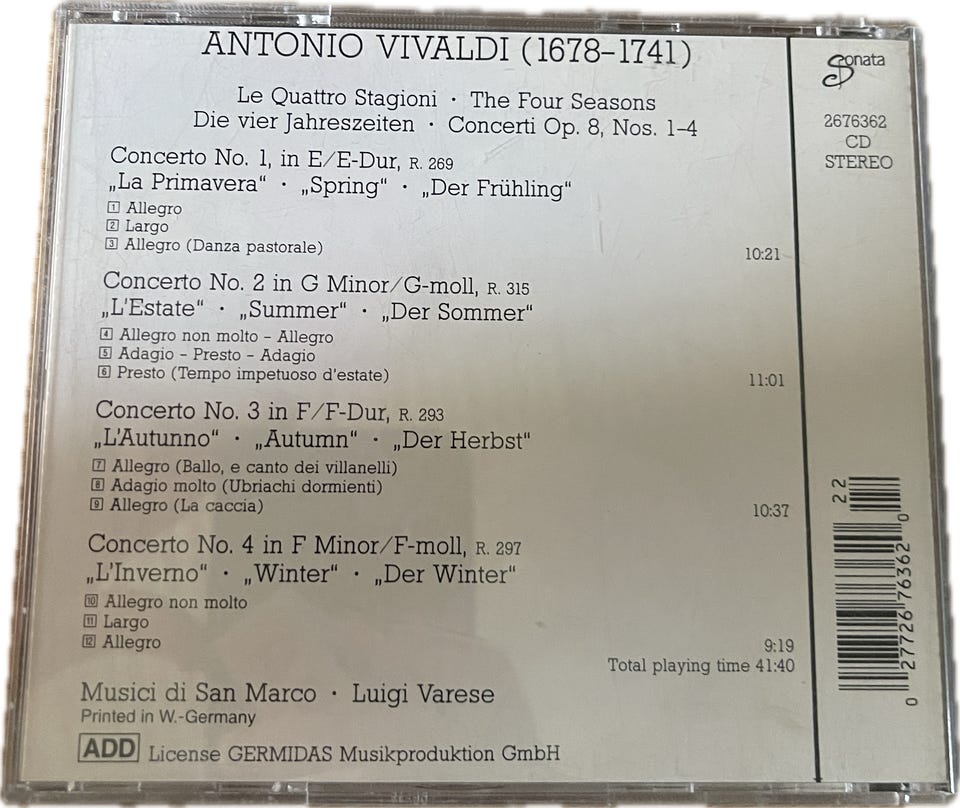 ANTONIO VIVALDI (1678-1741)
Le Quattro Stagioni · The Four Seasons
Die vier Jahreszeiten · Concerti Op. 8, Nos. 1-4
Concerto No. 1, in E/E-Dur, R. 269
„La Primavera“ · „Spring“ · „Der Frühling“
1 Allegro
2 Largo
3 Allegro (Danza pastorale)
10:21
Concerto No. 2 in G Minor/G-moll, R. 315
„L'Estate“ · „Summer“ · „Der Sommer“
4 Allegro non molto - Allegro
5 Adagio - Presto - Adagio
6 Presto (Tempo impetuoso d'estate)
11:01
Concerto No. 3 in F/F-Dur, R. 293
„L'Autunno“ · „Autumn“ · „Der Herbst“
7 Allegro (Ballo, e canto dei villanelli)
8 Adagio molto (Ubriachi dormienti)
9 Allegro (La caccia)
10:37
Concerto No. 4 in F Minor/F-moll, R. 297
„L'Inverno“ · „Winter“ · „Der Winter“
10 Allegro non molto
11 Largo
12 Allegro
9:19
Total playing time 41:40
Musici di San Marco · Luigi Varese
Printed in W.-Germany
ADD License GERMIDAS Musikproduktion GmbH
Sonata
2676362
CD
STEREO
22
0 27726 76362 0